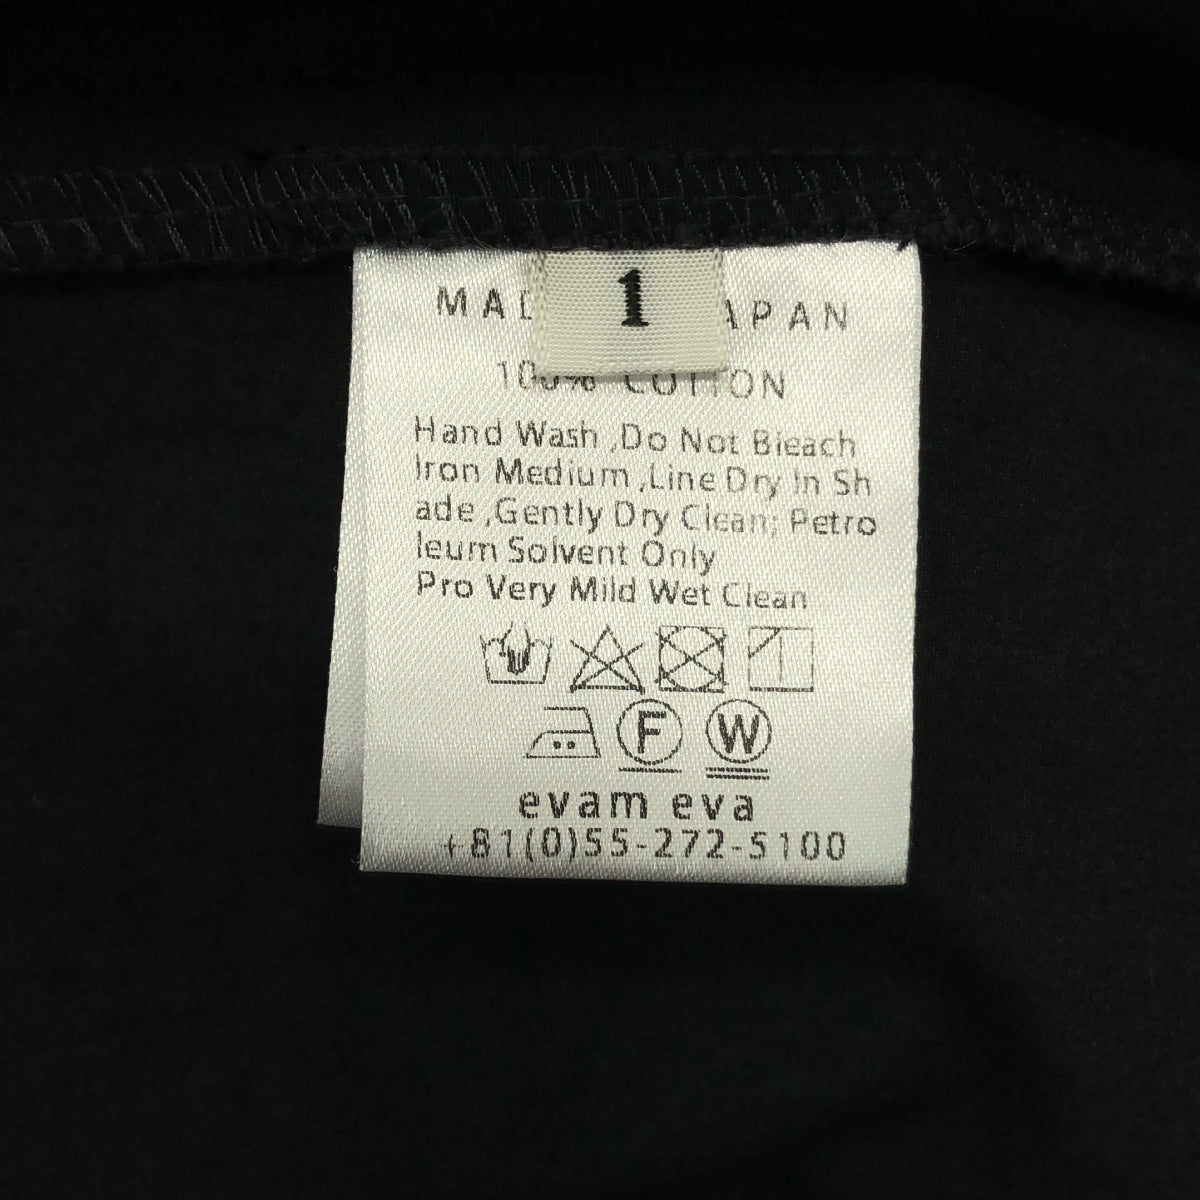 1
MAD APAN
100% COTTON
Hand Wash ,Do Not Bleach
Iron Medium ,Line Dry In Sh
ade ,Gently Dry Clean; Petro
leum Solvent Only
Pro Very Mild Wet Clean
F W
evam eva
+81(0)55-272-5100